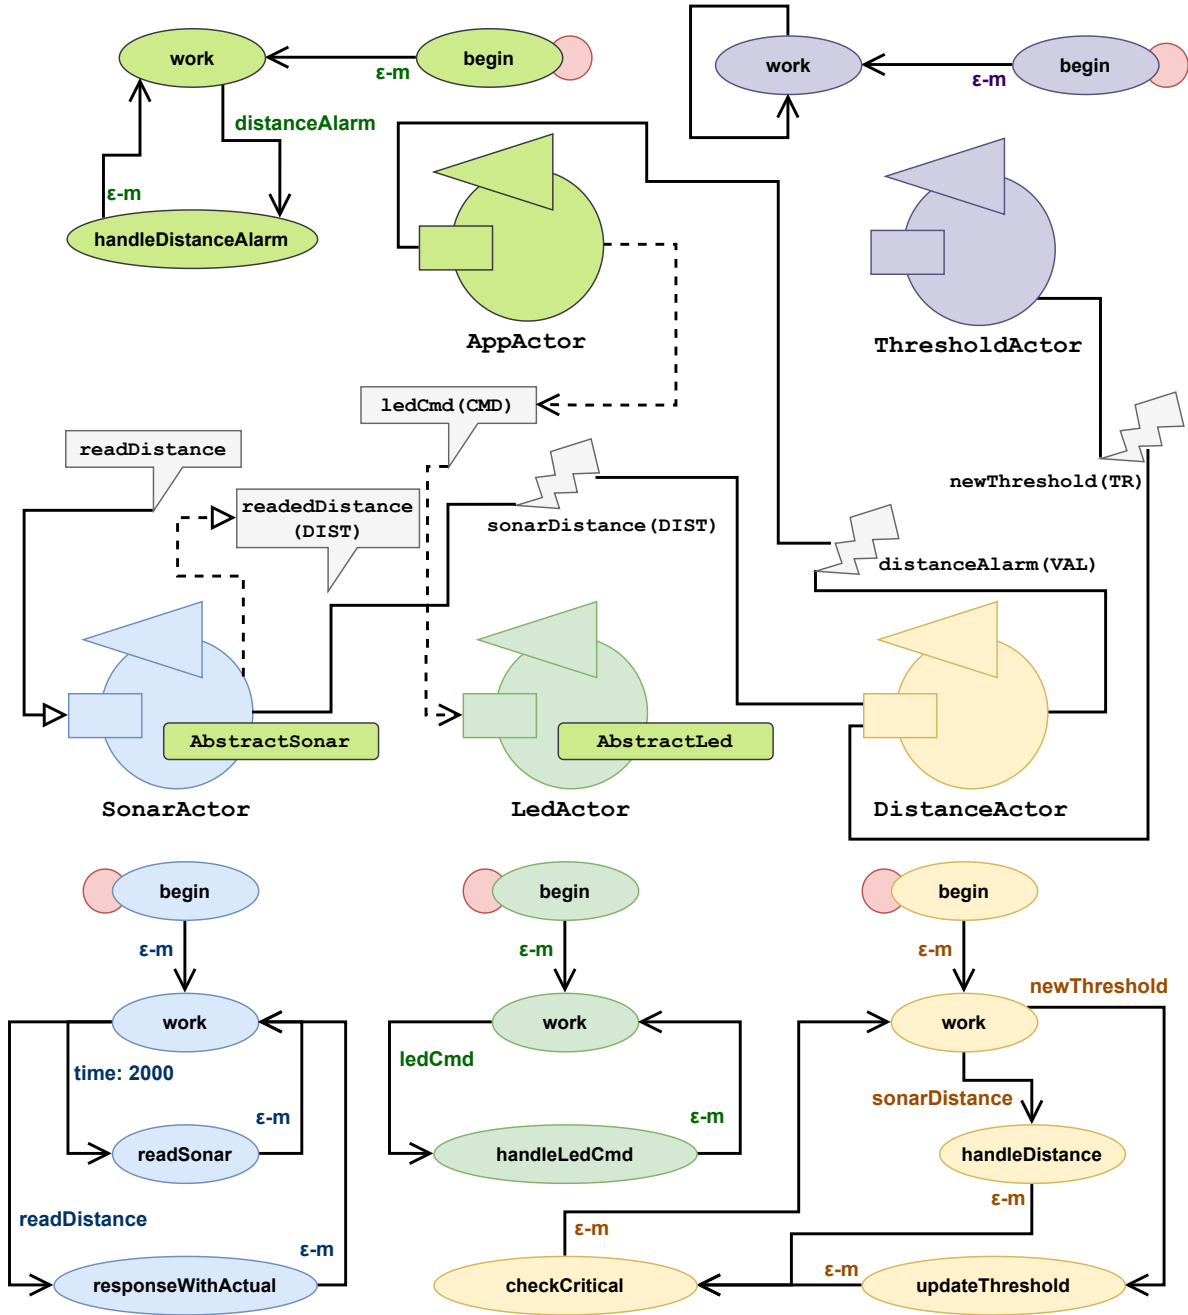 work
begin
ε-m
distanceAlarm
ε-m
handleDistanceAlarm
work
begin
ε-m
AppActor
ThresholdActor
ledCmd(CMD)
readDistance
readedDistance
(DIST)
sonarDistance(DIST)
newThreshold(TR)
distanceAlarm(VAL)
AbstractSonar
SonarActor
AbstractLed
LedActor
DistanceActor
begin
ε-m
work
time: 2000
ε-m
readSonar
readDistance
ε-m
responseWithActual
begin
ε-m
work
ledCmd
ε-m
handleLedCmd
begin
ε-m
newThreshold
work
sonarDistance
handleDistance
ε-m
ε-m
checkCritical
ε-m
updateThreshold